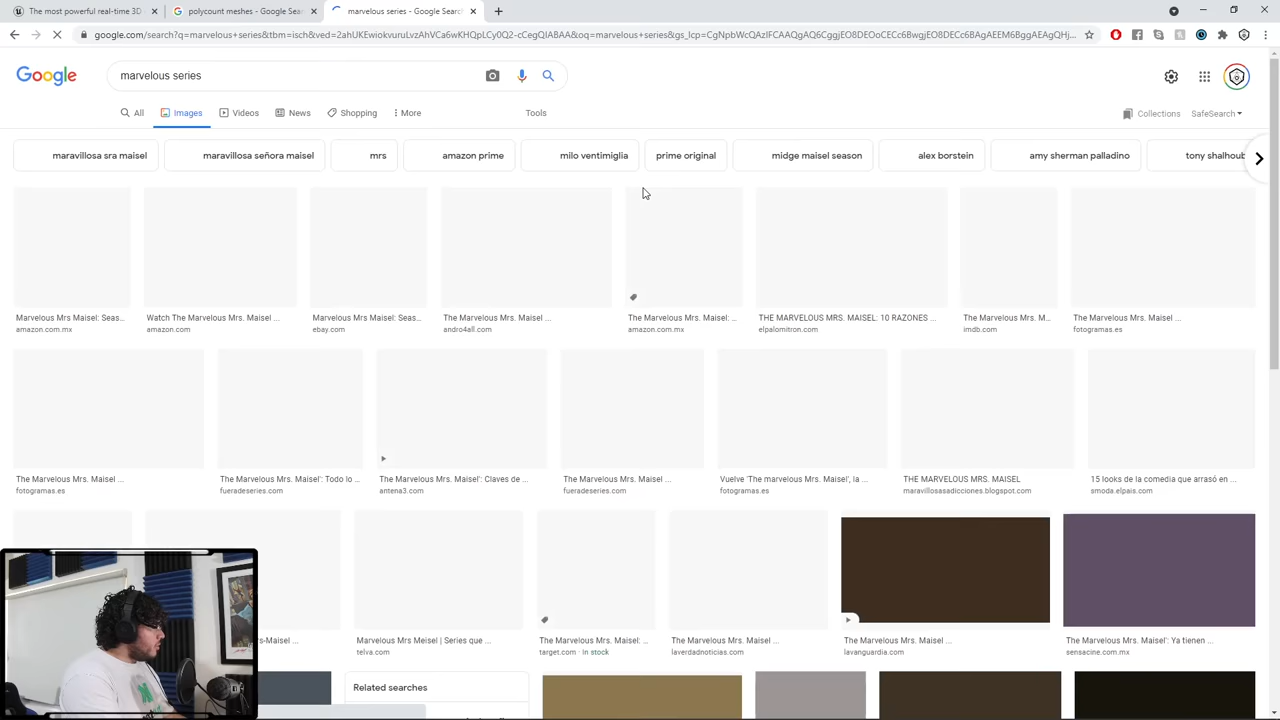 The most powerful real-time 3D
polycount meshes - Google Sea
marvelous series - Google Searc
google.com/search?q=marvelous+series&tbm=isch&ved=2ahUKEwiokvuruLvzAhVCa6wKHQpLCy0Q2-cCegQIABAA&oq=marvelous+series&gs_lcp=CgNpbWcQAzIFCAAQgAQ6CggjEO8DEOoCECc6BwgjEO8DECc6BAgAEEM6BggAEAgQHj...
Google
marvelous series
All
Images
Videos
News
Shopping
More
Tools
Collections
SafeSearch
maravillosa sra maisel
maravillosa señora maisel
mrs
amazon prime
milo ventimiglia
prime original
midge maisel season
alex borstein
amy sherman palladino
tony shalhoub
Marvelous Mrs Maisel: Seas...
Watch The Marvelous Mrs. Maisel ...
Marvelous Mrs Maisel: Seas...
The Marvelous Mrs. Maisel ...
The Marvelous Mrs. Maisel: ...
THE MARVELOUS MRS. MAISEL: 10 RAZONES ...
The Marvelous Mrs. M...
The Marvelous Mrs. Maisel ...
amazon.com.mx
amazon.com
ebay.com
andro4all.com
amazon.com.mx
elpalomitron.com
imdb.com
fotogramas.es
The Marvelous Mrs. Maisel ...
The Marvelous Mrs. Maisel': Todo lo ...
The Marvelous Mrs. Maisel': Claves de ...
The Marvelous Mrs. Maisel ...
Vuelve 'The marvelous Mrs. Maisel', la ...
THE MARVELOUS MRS. MAISEL
15 looks de la comedia que arrasó en ...
fotogramas.es
fueradeseries.com
antena3.com
fueradeseries.com
fotogramas.es
maravillosasadicciones.blogspot.com
smoda.elpais.com
rs-Maisel ...
Marvelous Mrs Meisel | Series que ...
The Marvelous Mrs. Maisel: ...
The Marvelous Mrs. Maisel ...
The Marvelous Mrs. Maisel ...
The Marvelous Mrs. Maisel': Ya tienen ...
telva.com
target.com · In stock
laverdadnoticias.com
lavanguardia.com
sensacine.com.mx
Related searches